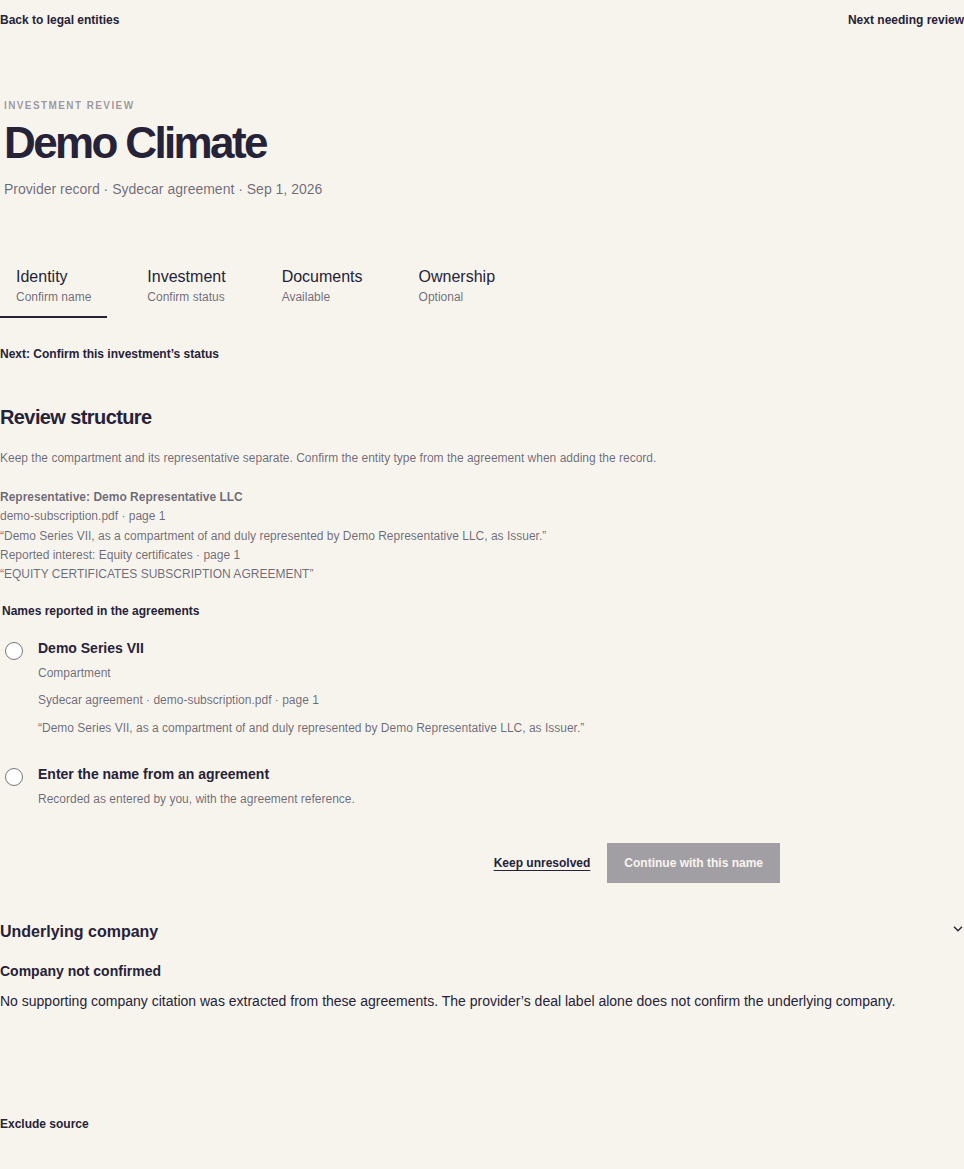 Back to legal entities
Next needing review
INVESTMENT REVIEW
Demo Climate
Provider record · Sydecar agreement · Sep 1, 2026
Identity
Confirm name
Investment
Confirm status
Documents
Available
Ownership
Optional
Next: Confirm this investment’s status
Review structure
Keep the compartment and its representative separate. Confirm the entity type from the agreement when adding the record.
Representative: Demo Representative LLC
demo-subscription.pdf · page 1
“Demo Series VII, as a compartment of and duly represented by Demo Representative LLC, as Issuer.”
Reported interest: Equity certificates · page 1
“EQUITY CERTIFICATES SUBSCRIPTION AGREEMENT”
Names reported in the agreements
Demo Series VII
Compartment
Sydecar agreement · demo-subscription.pdf · page 1
“Demo Series VII, as a compartment of and duly represented by Demo Representative LLC, as Issuer.”
Enter the name from an agreement
Recorded as entered by you, with the agreement reference.
Keep unresolved
Continue with this name
Underlying company
Company not confirmed
No supporting company citation was extracted from these agreements. The provider’s deal label alone does not confirm the underlying company.
Exclude source